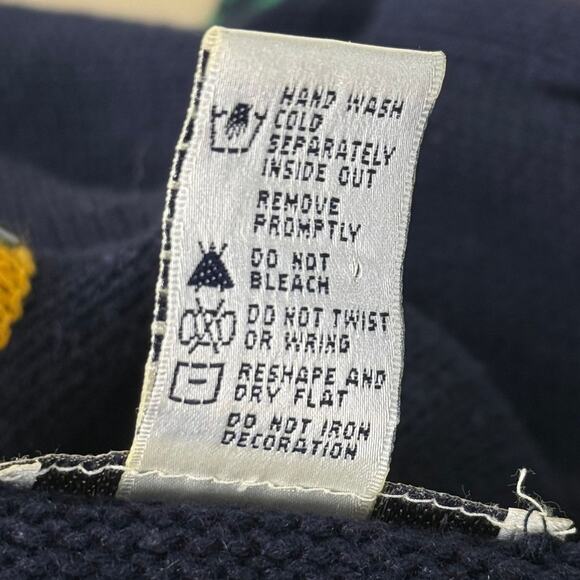 HAND WASH
COLD
SEPARATELY
INSIDE OUT
REMOVE
PROMPTLY
DO NOT
BLEACH
DO NOT TWIST
OR WRING
RESHAPE AND
DRY FLAT
DO NOT IRON
DECORATION